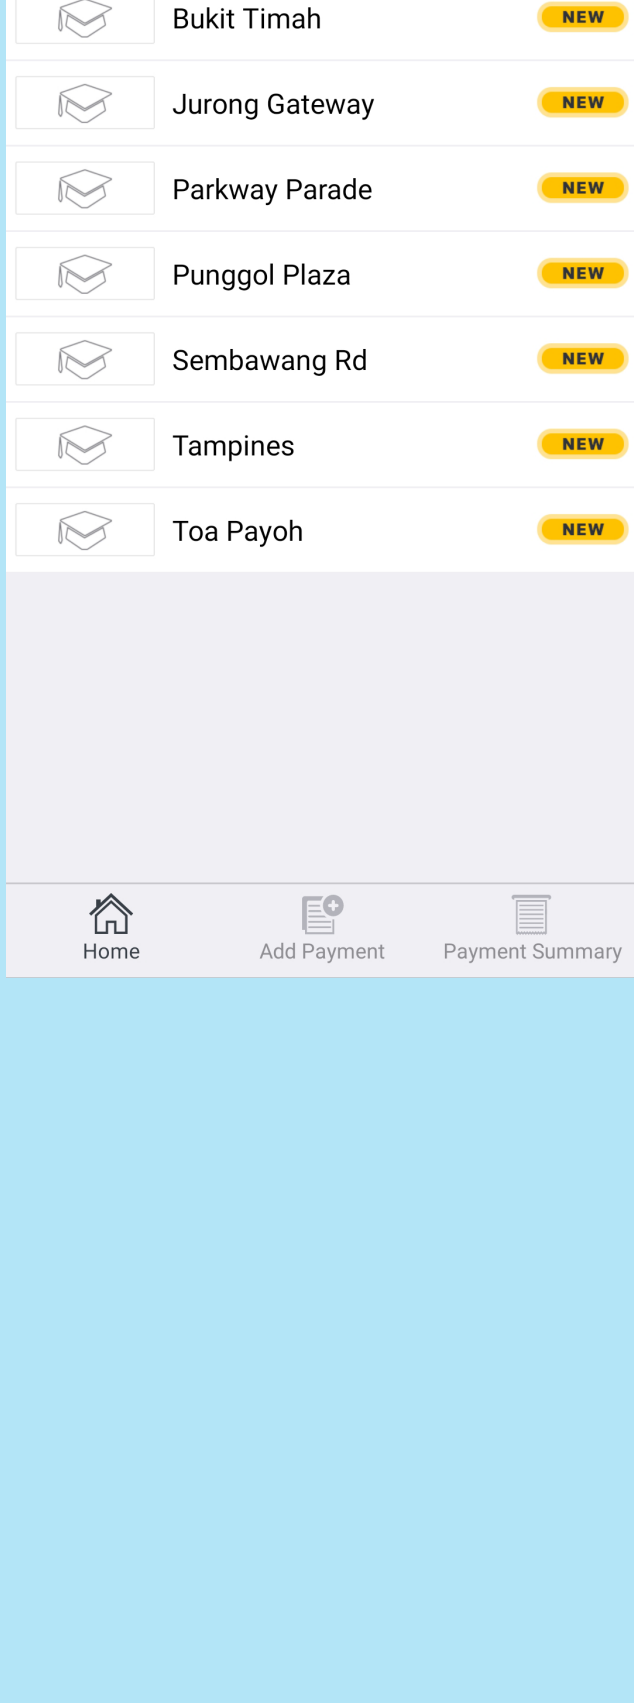 Bukit Timah NEW
Jurong Gateway NEW
Parkway Parade NEW
Punggol Plaza NEW
Sembawang Rd NEW
Tampines NEW
Toa Payoh NEW
Home Add Payment Payment Summary